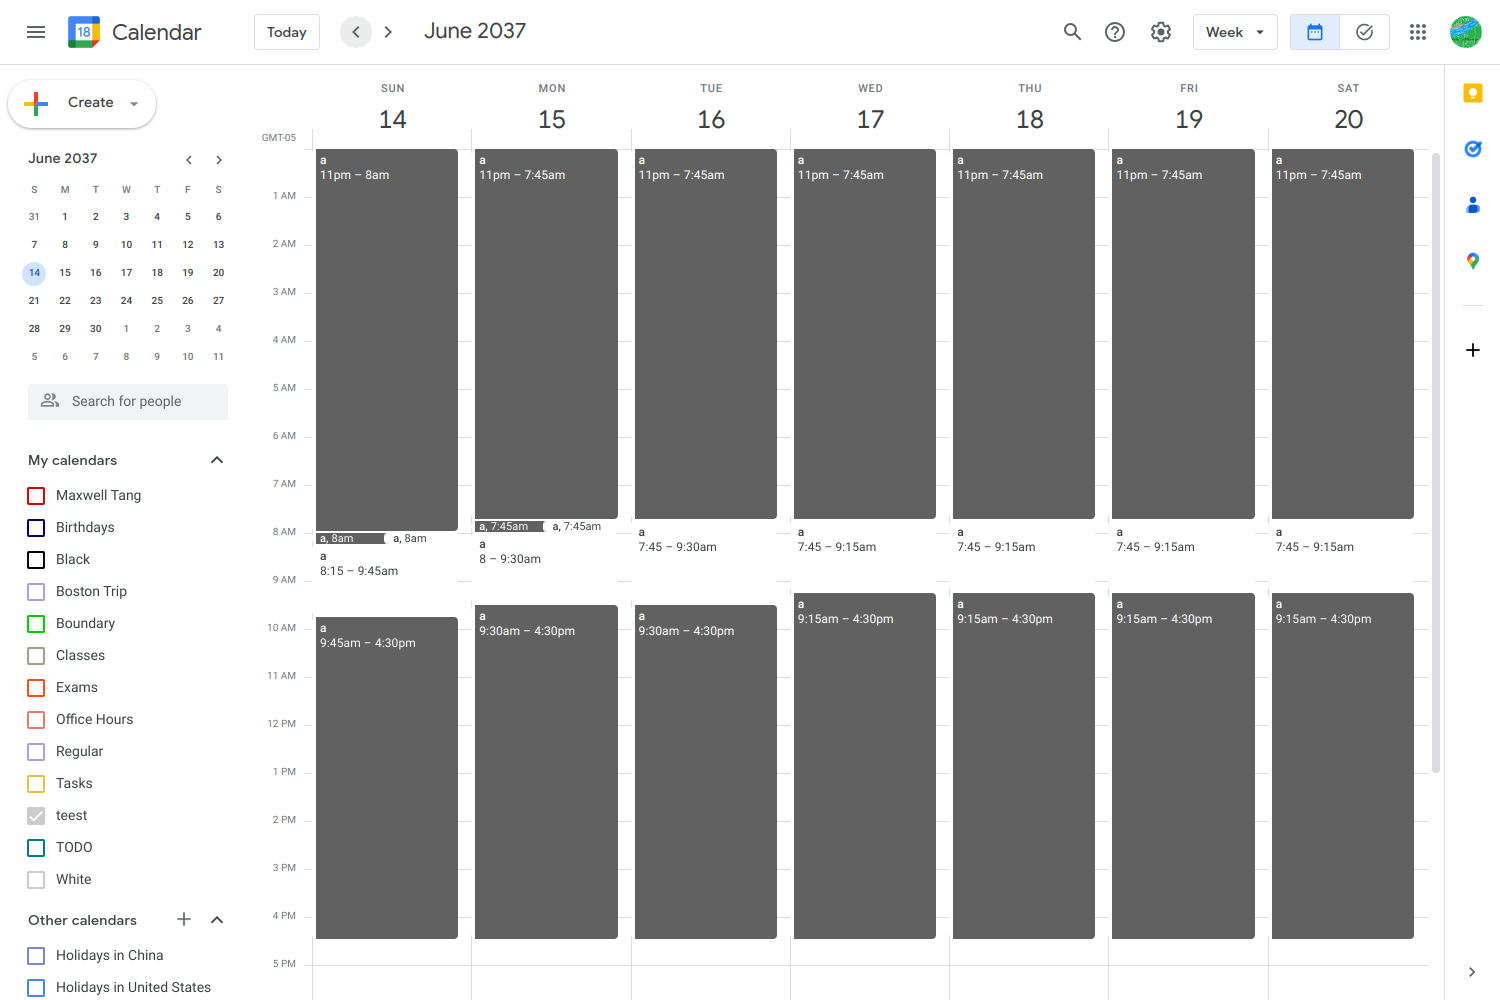 18 Calendar
Today
June 2037
Week
Create
June 2037
S M T W T F S
31 1 2 3 4 5 6
7 8 9 10 11 12 13
14 15 16 17 18 19 20
21 22 23 24 25 26 27
28 29 30 1 2 3 4
5 6 7 8 9 10 11
Search for people
My calendars
Maxwell Tang
Birthdays
Black
Boston Trip
Boundary
Classes
Exams
Office Hours
Regular
Tasks
teest
TODO
White
Other calendars
Holidays in China
Holidays in United States
SUN MON TUE WED THU FRI SAT
14 15 16 17 18 19 20
GMT-05
1 AM
2 AM
3 AM
4 AM
5 AM
6 AM
7 AM
8 AM
9 AM
10 AM
11 AM
12 PM
1 PM
2 PM
3 PM
4 PM
5 PM
a
11pm – 8am
a, 8am
a, 8am
a
8:15 – 9:45am
a
9:45am – 4:30pm
a
11pm – 7:45am
a, 7:45am
a, 7:45am
a
8 – 9:30am
a
9:30am – 4:30pm
a
11pm – 7:45am
a
7:45 – 9:30am
a
9:30am – 4:30pm
a
11pm – 7:45am
a
7:45 – 9:15am
a
9:15am – 4:30pm
a
11pm – 7:45am
a
7:45 – 9:15am
a
9:15am – 4:30pm
a
11pm – 7:45am
a
7:45 – 9:15am
a
9:15am – 4:30pm
a
11pm – 7:45am
a
7:45 – 9:15am
a
9:15am – 4:30pm